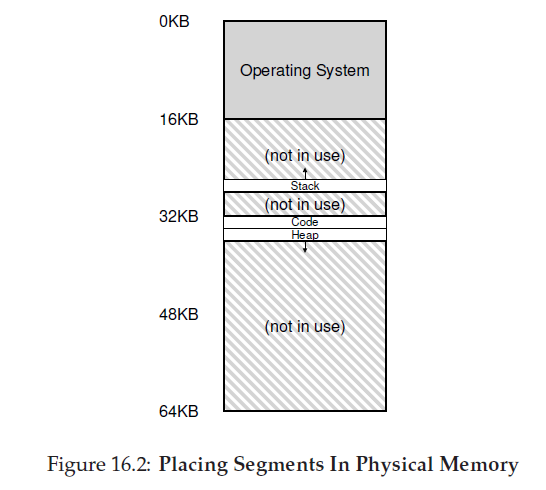 0KB
Operating System
16KB
(not in use)
Stack
(not in use)
32KB
Code
Heap
48KB
(not in use)
64KB
Figure 16.2: Placing Segments In Physical Memory